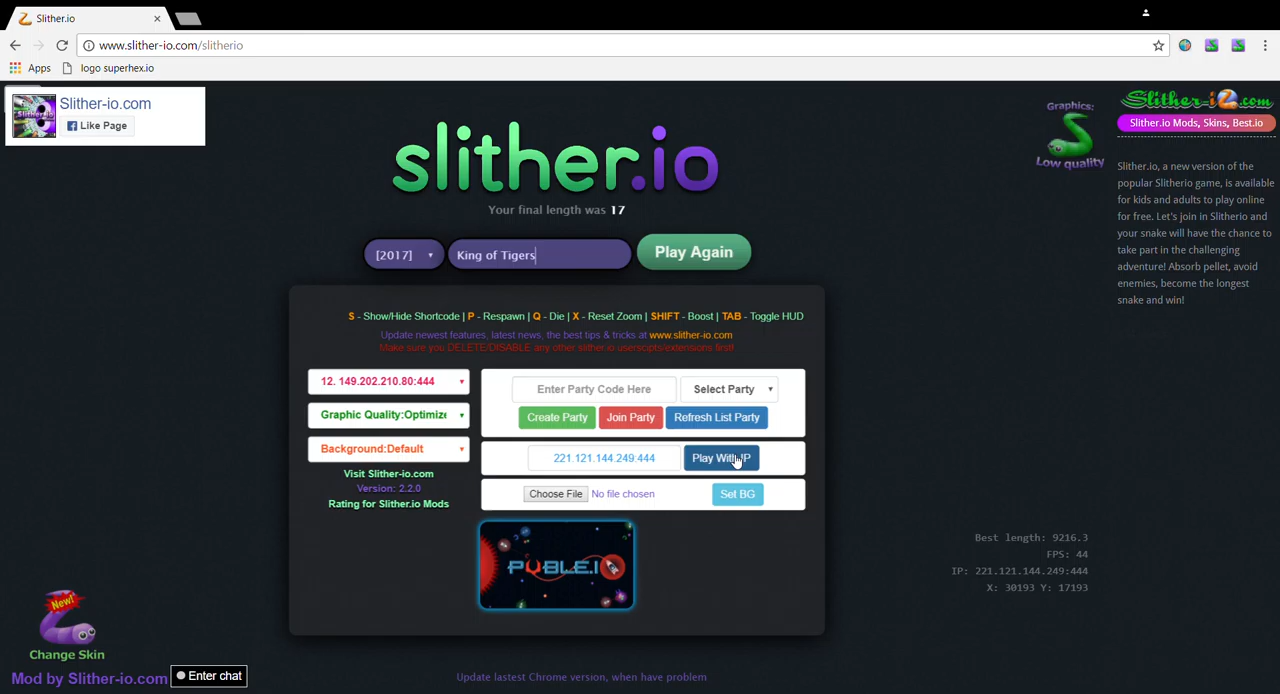 Slither.io
www.slither-io.com/slitherio
Apps
logo superhex.io
Slither-io.com
Like Page
slither.io
Your final length was 17
[2017]
King of Tigers
Play Again
Graphics:
Low quality
Slither-io.com
Slither.io Mods, Skins, Best.io
Slither.io, a new version of the
popular Slitherio game, is available
for kids and adults to play online
for free. Let's join in Slitherio and
your snake will have the chance to
take part in the challenging
adventure! Absorb pellet, avoid
enemies, become the longest
snake and win!
S - Show/Hide Shortcode | P - Respawn | Q - Die | X - Reset Zoom | SHIFT - Boost | TAB - Toggle HUD
Update newest features, latest news, the best tips & tricks at www.slither-io.com
Make sure you DELETE/DISABLE any other slither.io userscipts/extensions first!
12. 149.202.210.80:444
Graphic Quality:Optimize
Background:Default
Visit Slither-io.com
Version: 2.2.0
Rating for Slither.io Mods
Enter Party Code Here
Select Party
Create Party
Join Party
Refresh List Party
221.121.144.249:444
Play With IP
Choose File
No file chosen
Set BG
PUBLE.IO
Best length: 9216.3
FPS: 44
IP: 221.121.144.249:444
X: 30193 Y: 17193
New!
Change Skin
Mod by Slither-io.com
Enter chat
Update lastest Chrome version, when have problem